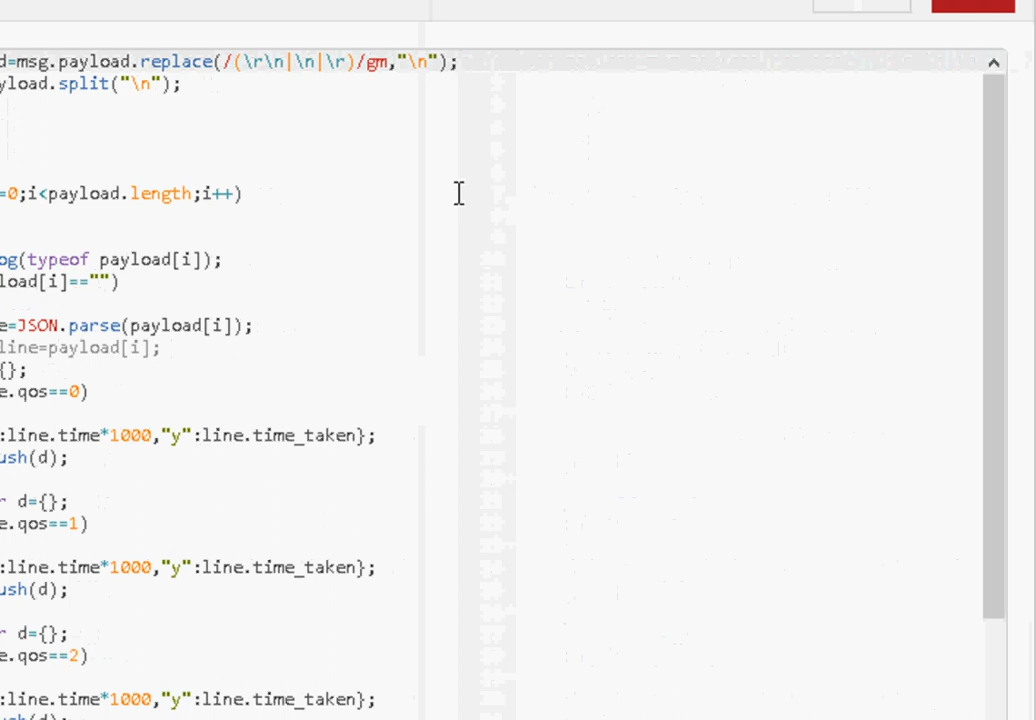 d=msg.payload.replace(/(\r\n|\n|\r)/gm,"\n");
yload.split("\n");
=0;i<payload.length;i++)
og(typeof payload[i]);
load[i]=="")
e=JSON.parse(payload[i]);
line=payload[i];
{};
e.qos==0)
:line.time*1000,"y":line.time_taken};
ush(d);
r d={};
e.qos==1)
:line.time*1000,"y":line.time_taken};
ush(d);
r d={};
e.qos==2)
:line.time*1000,"y":line.time_taken};